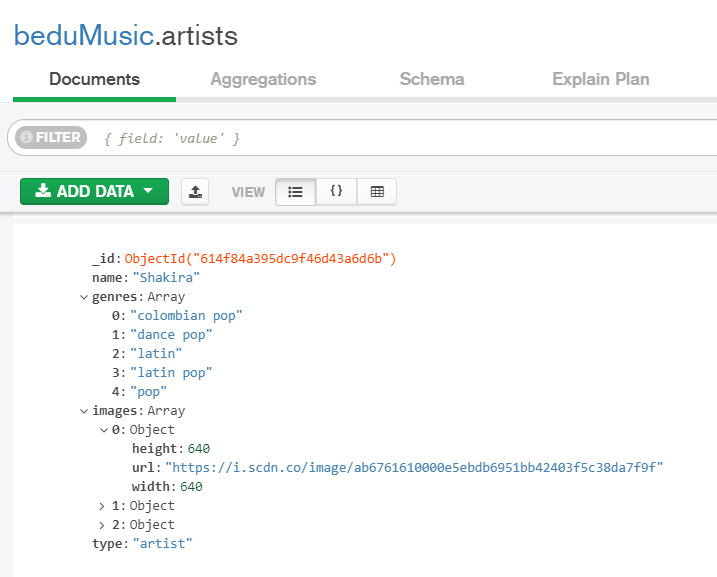 beduMusic.artists
Documents Aggregations Schema Explain Plan
FILTER { field: 'value' }
ADD DATA VIEW {}
_id: ObjectId("614f84a395dc9f46d43a6d6b")
name: "Shakira"
genres: Array
0: "colombian pop"
1: "dance pop"
2: "latin"
3: "latin pop"
4: "pop"
images: Array
0: Object
height: 640
url: "https://i.scdn.co/image/ab6761610000e5ebdb6951bb42403f5c38da7f9f"
width: 640
1: Object
2: Object
type: "artist"